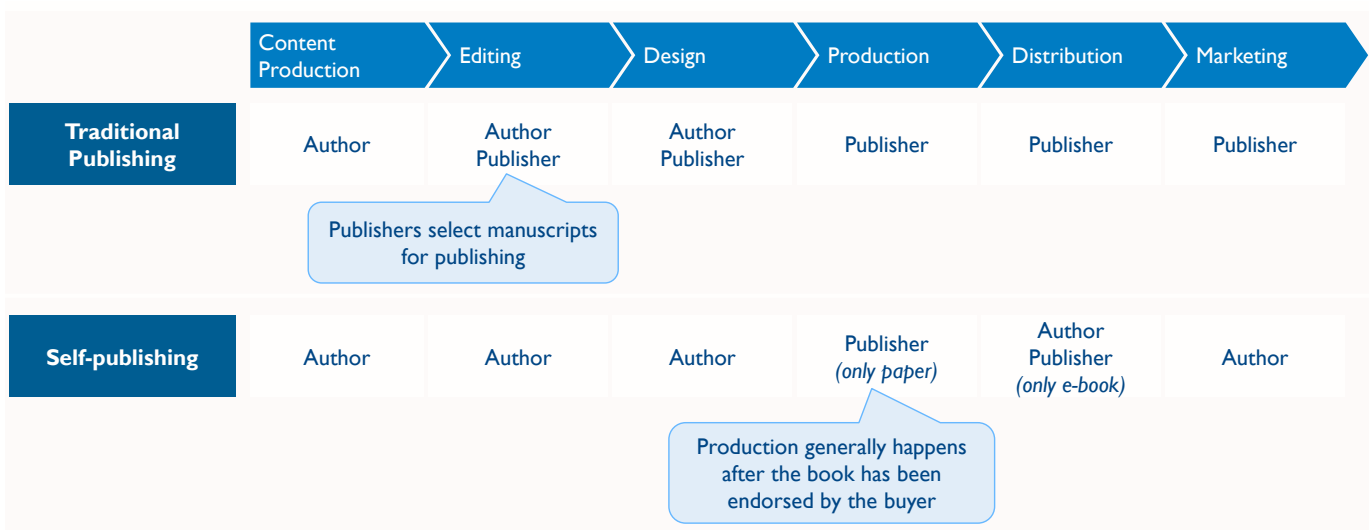 Content
Production
Editing
Design
Production
Distribution
Marketing
Traditional
Publishing
Author
Author
Publisher
Author
Publisher
Publisher
Publisher
Publisher
Publishers select manuscripts
for publishing
Self-publishing
Author
Author
Author
Publisher
(only paper)
Author
Publisher
(only e-book)
Author
Production generally happens
after the book has been
endorsed by the buyer